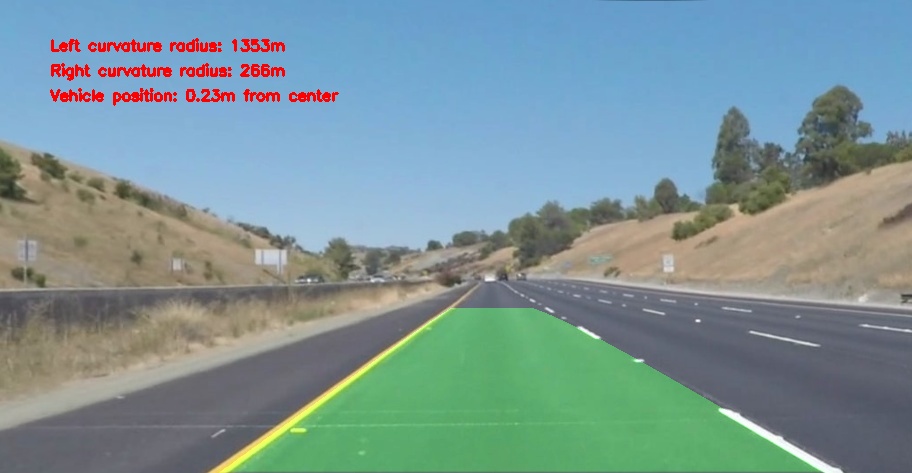 Left curvature radius: 1353m
Right curvature radius: 266m
Vehicle position: 0.23m from center